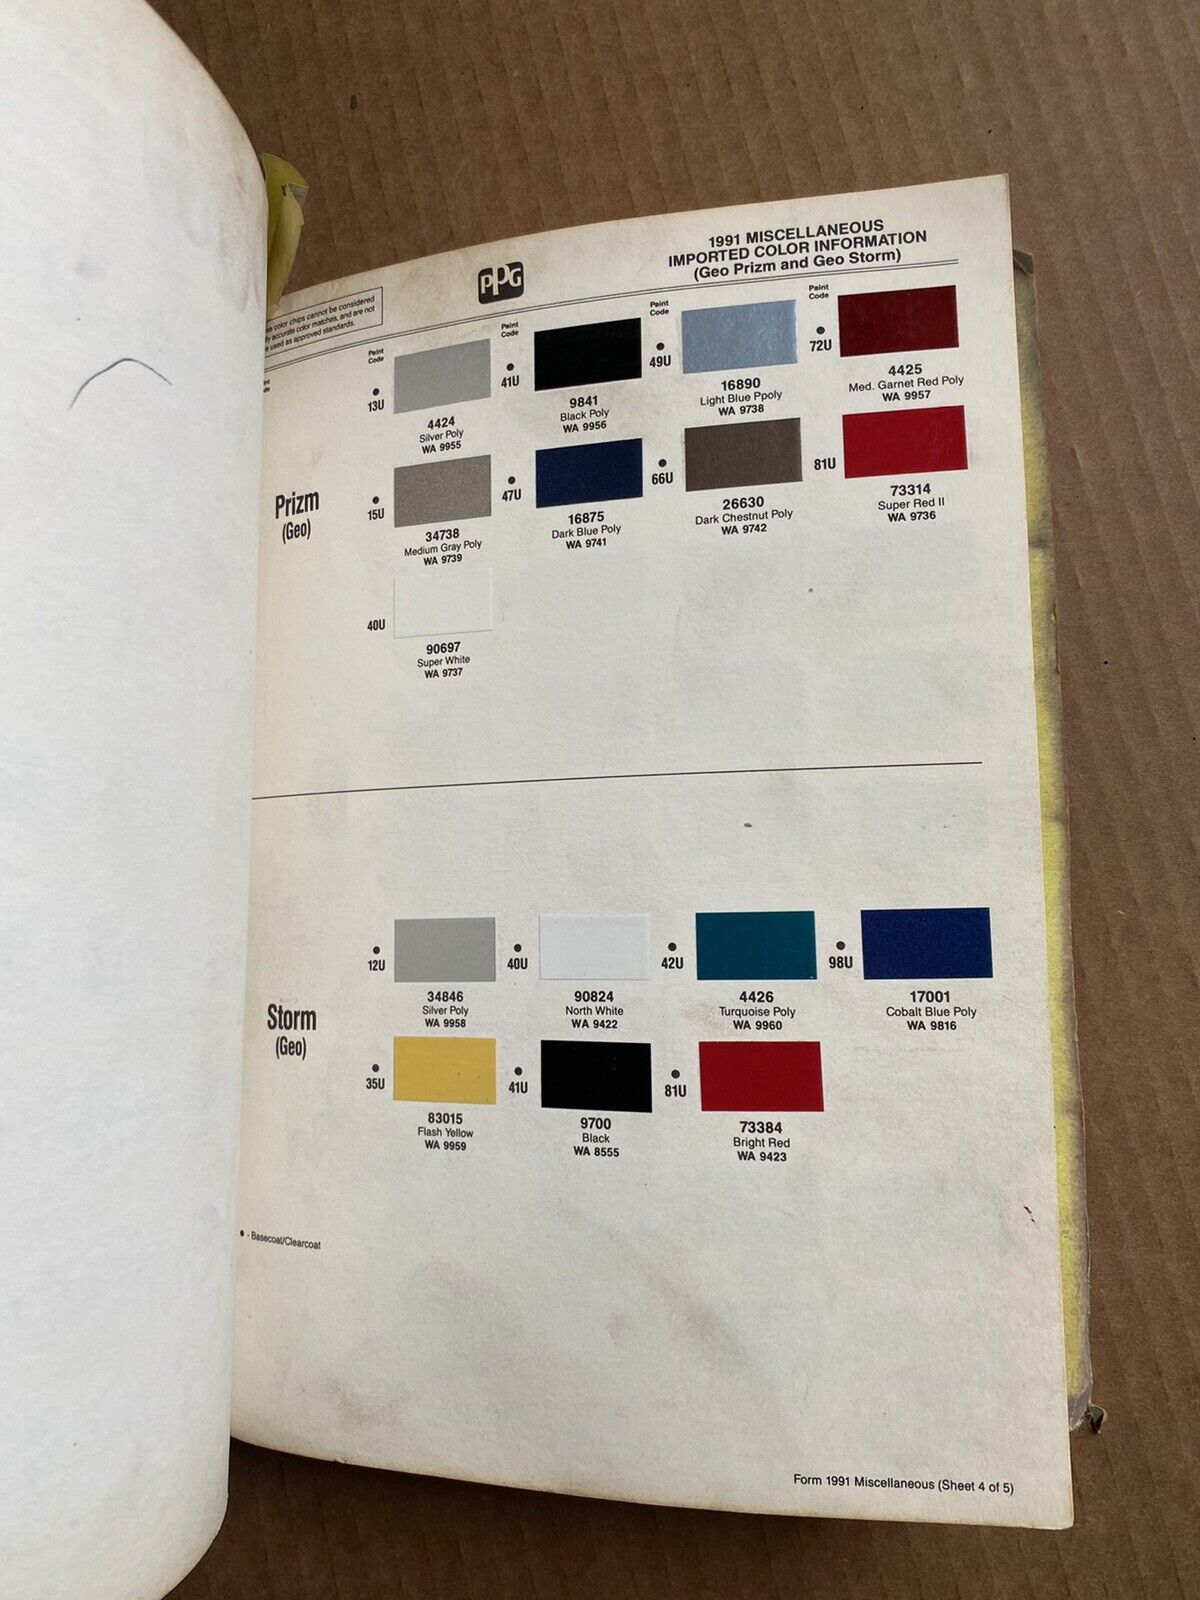 PPG
1991 MISCELLANEOUS
IMPORTED COLOR INFORMATION
(Geo Prizm and Geo Storm)
color chips cannot be considered
accurate color matches, and are not
used as approved standards.
Paint
Code
13U
4424
Silver Poly
WA 9955
Paint
Code
41U
9841
Black Poly
WA 9956
Paint
Code
49U
16890
Light Blue Ppoly
WA 9738
Paint
Code
72U
4425
Med. Garnet Red Poly
WA 9957
Prizm
(Geo)
15U
34738
Medium Gray Poly
WA 9739
47U
16875
Dark Blue Poly
WA 9741
66U
26630
Dark Chestnut Poly
WA 9742
81U
73314
Super Red II
WA 9736
40U
90697
Super White
WA 9737
Storm
(Geo)
12U
34846
Silver Poly
WA 9958
40U
90824
North White
WA 9422
42U
4426
Turquoise Poly
WA 9960
98U
17001
Cobalt Blue Poly
WA 9816
35U
83015
Flash Yellow
WA 9959
41U
9700
Black
WA 8555
81U
73384
Bright Red
WA 9423
● - Basecoat/Clearcoat
Form 1991 Miscellaneous (Sheet 4 of 5)